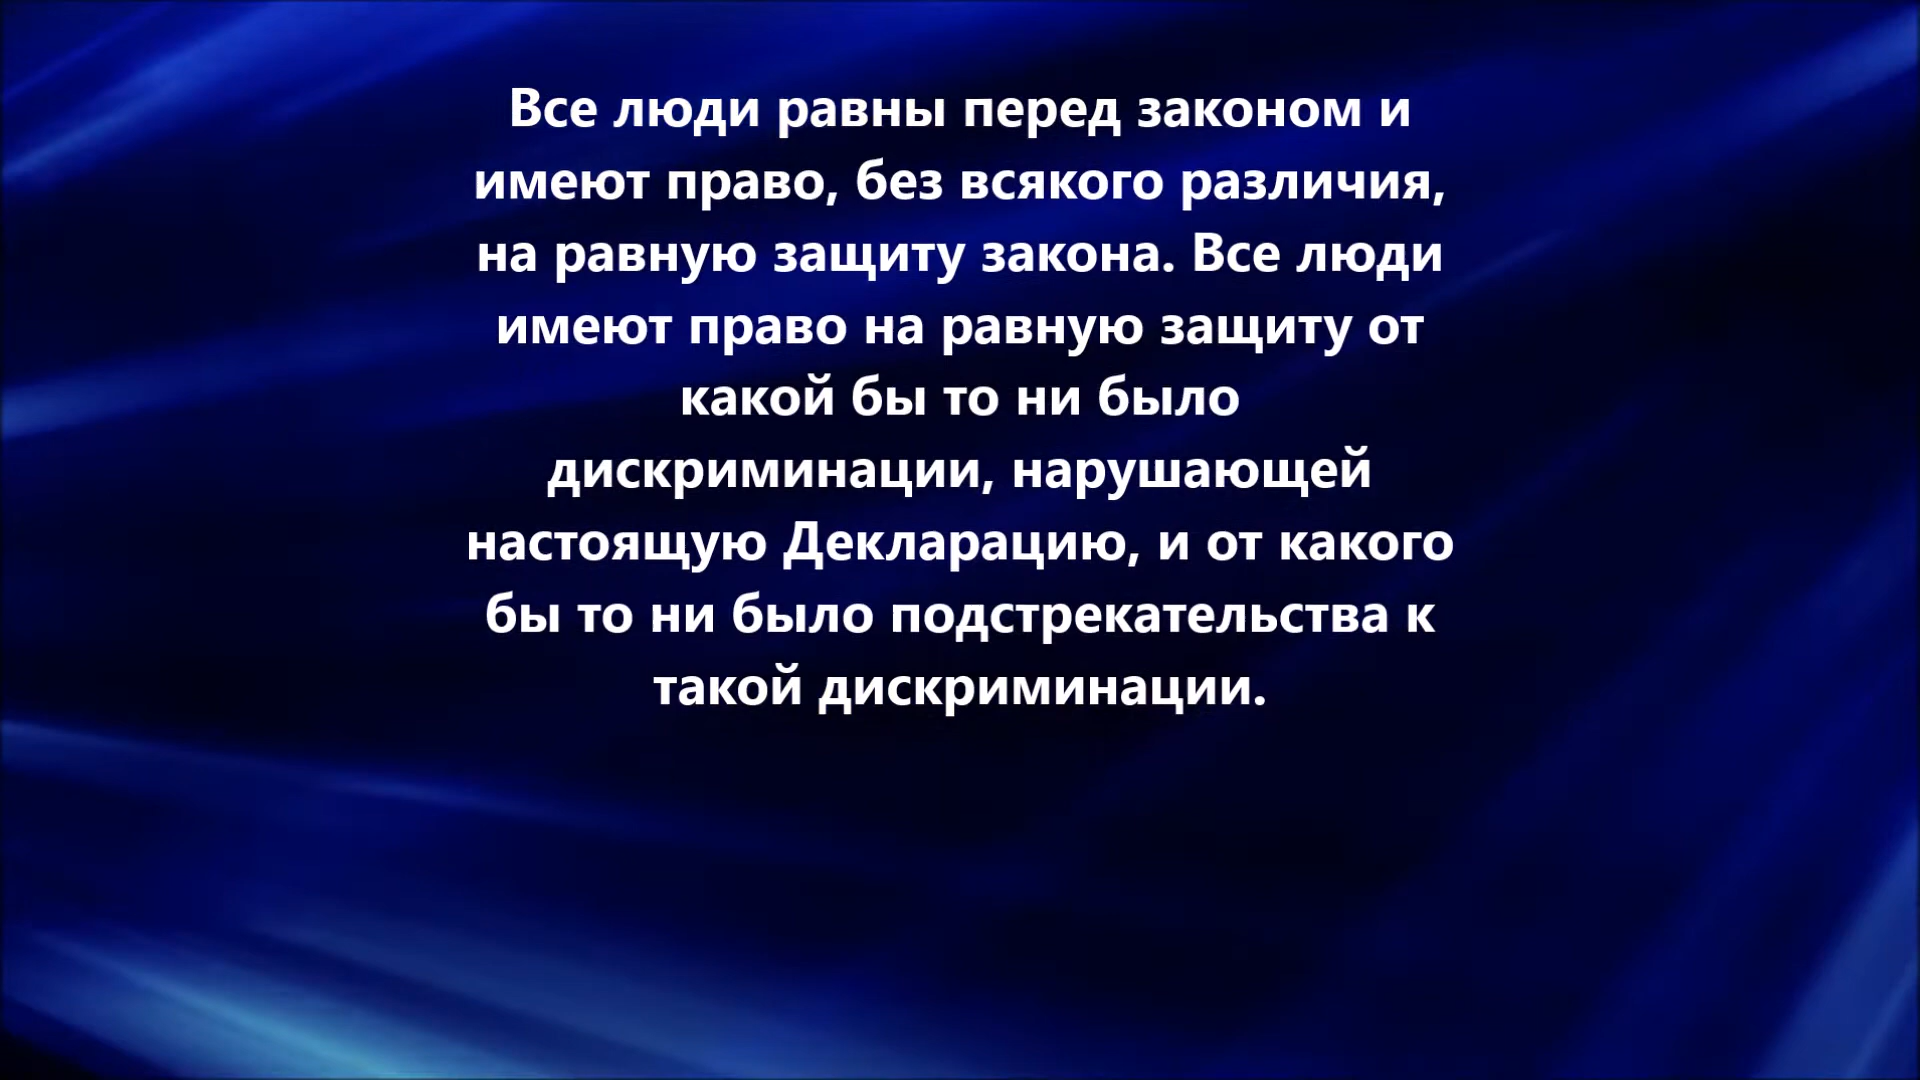 Все люди равны перед законом и
имеют право, без всякого различия,
на равную защиту закона. Все люди
имеют право на равную защиту от
какой бы то ни было
дискриминации, нарушающей
настоящую Декларацию, и от какого
бы то ни было подстрекательства к
такой дискриминации.